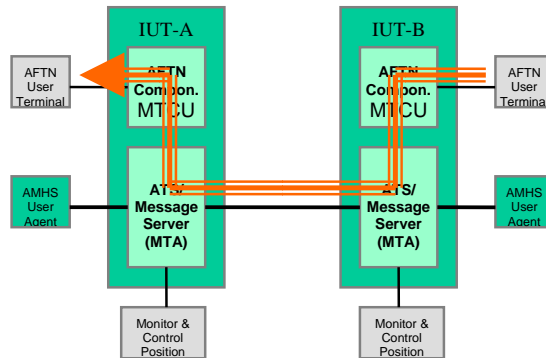 IUT-A
IUT-B
AFTN
User
Terminal
AFTN
Compon.
MTCU
AFTN
Compon.
MTCU
AFTN
User
Terminal
AMHS
User
Agent
ATS/
Message
Server
(MTA)
ATS/
Message
Server
(MTA)
AMHS
User
Agent
Monitor &
Control
Position
Monitor &
Control
Position